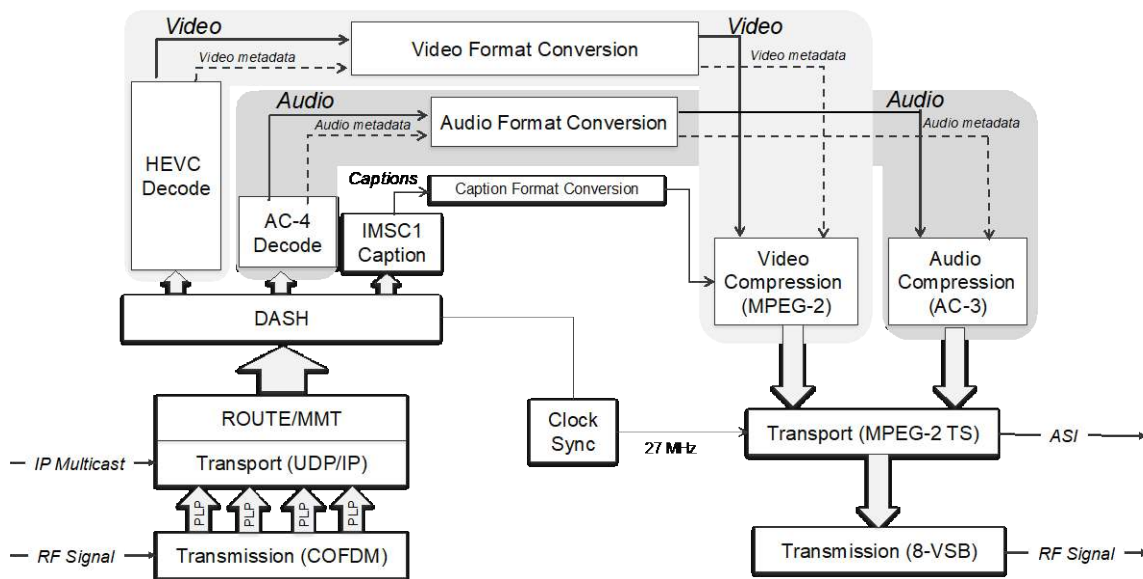 Video
Video
Video Format Conversion
Video metadata
Video metadata
Audio
Audio
Audio Format Conversion
Audio metadata
Audio metadata
HEVC
Decode
Captions
Caption Format Conversion
AC-4
Decode
IMSC1
Caption
Video
Compression
(MPEG-2)
Audio
Compression
(AC-3)
DASH
ROUTE/MMT
Clock
Sync
27 MHz
Transport (MPEG-2 TS)
ASI
IP Multicast
Transport (UDP/IP)
PLP
PLP
PLP
PLP
RF Signal
Transmission (COFDM)
Transmission (8-VSB)
RF Signal